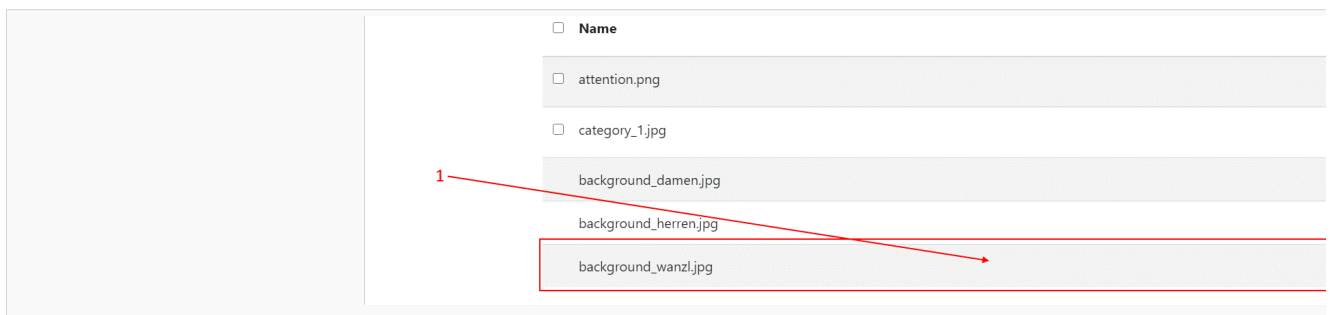 Name
attention.png
category_1.jpg
1
background_damen.jpg
background_herren.jpg
background_wanzl.jpg